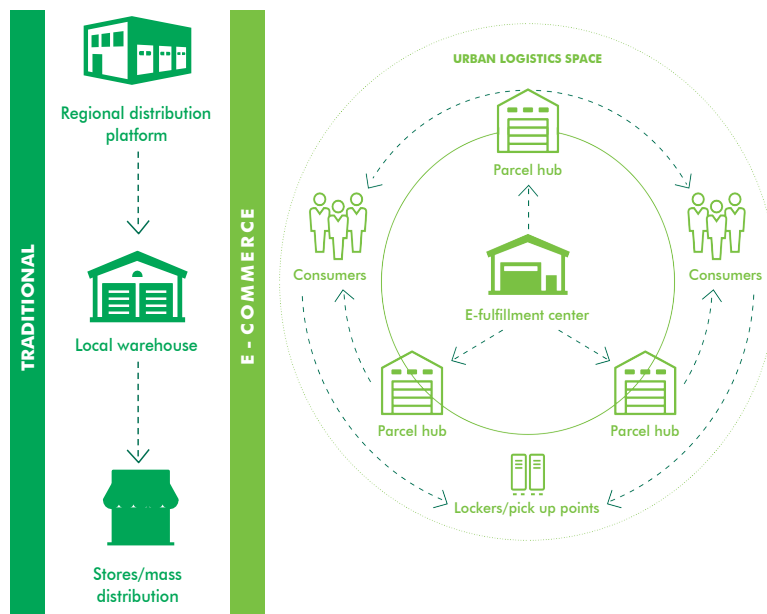 TRADITIONAL
Regional distribution
platform
Local warehouse
Stores/mass
distribution
E - COMMERCE
URBAN LOGISTICS SPACE
Parcel hub
Consumers
Consumers
E-fulfillment center
Parcel hub
Parcel hub
Lockers/pick up points